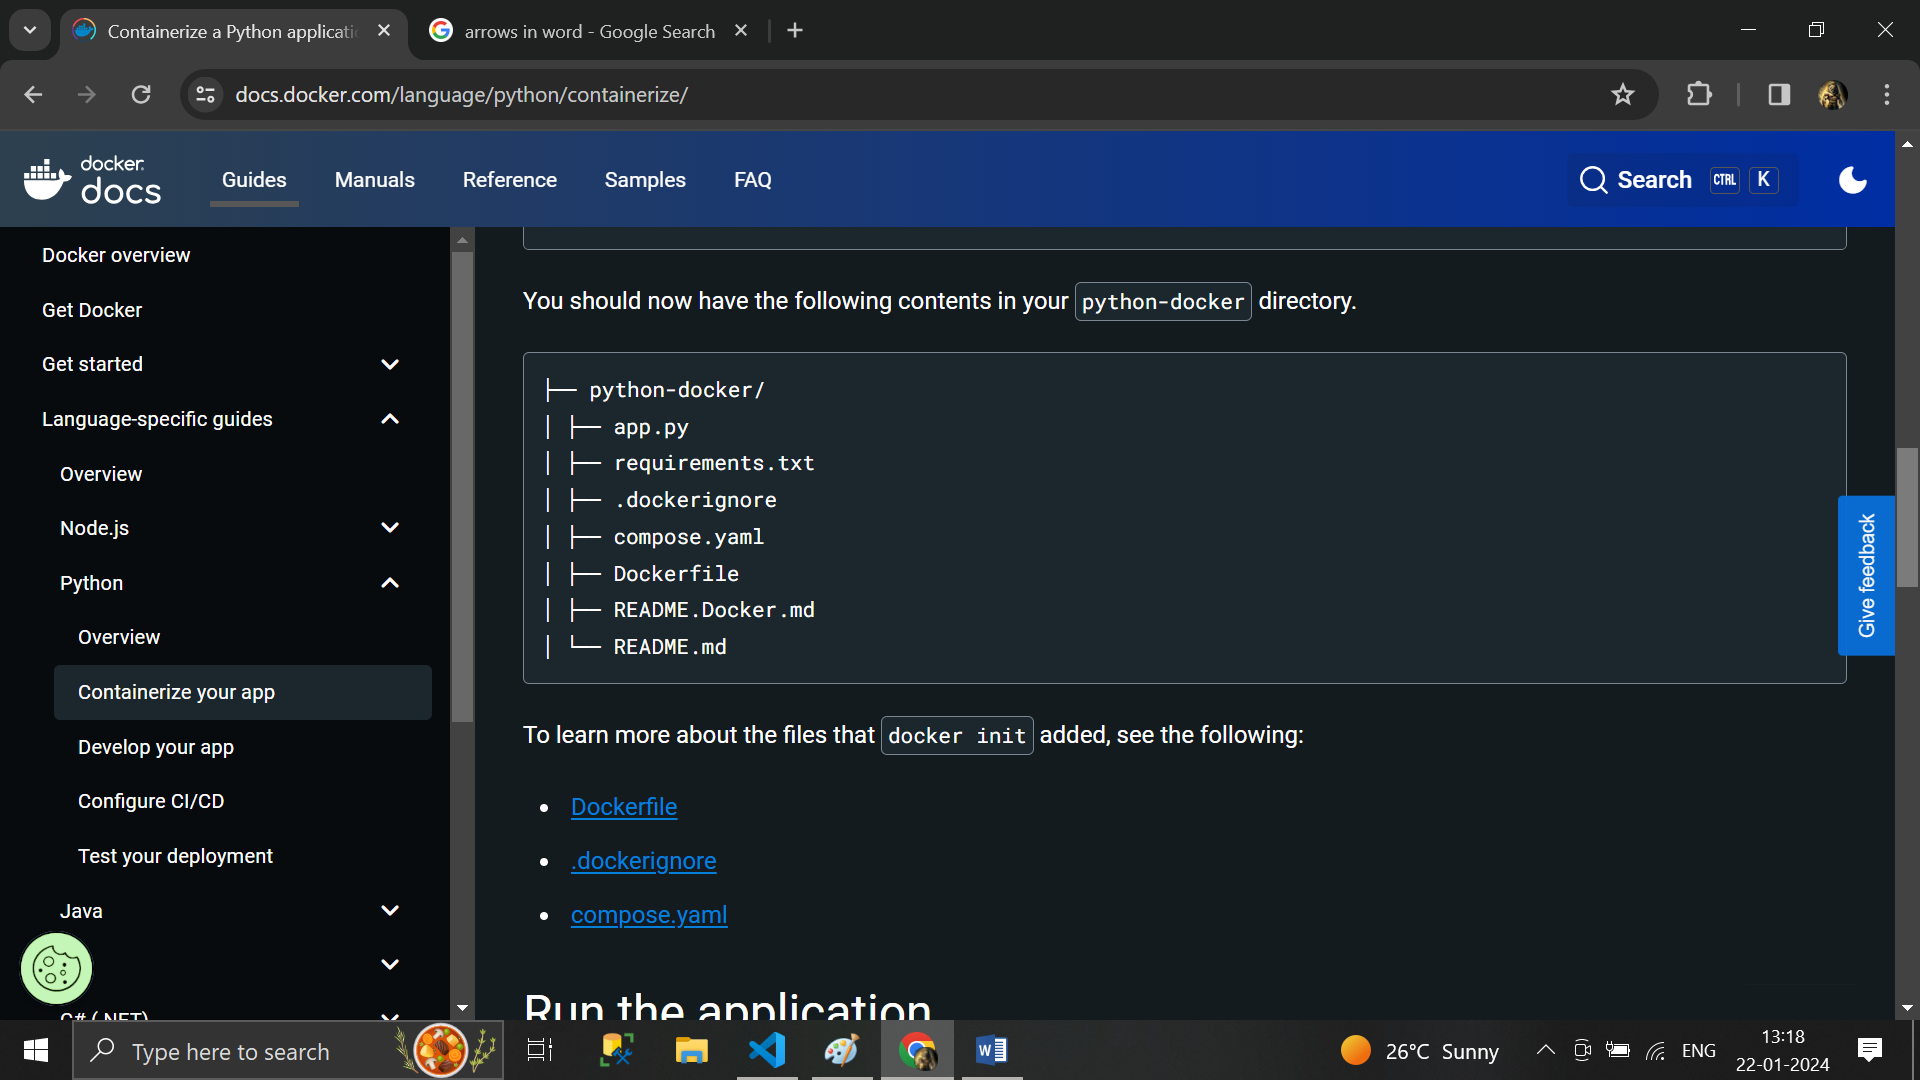 Containerize a Python applicati
arrows in word - Google Search
docs.docker.com/language/python/containerize/
docker
docs
Guides
Manuals
Reference
Samples
FAQ
Search
CTRL
K
Docker overview
Get Docker
Get started
Language-specific guides
Overview
Node.js
Python
Overview
Containerize your app
Develop your app
Configure CI/CD
Test your deployment
Java
C# (.NET)
You should now have the following contents in your python-docker directory.
├── python-docker/
│ ├── app.py
│ ├── requirements.txt
│ ├── .dockerignore
│ ├── compose.yaml
│ ├── Dockerfile
│ ├── README.Docker.md
│ └── README.md
To learn more about the files that docker init added, see the following:
• Dockerfile
• .dockerignore
• compose.yaml
Run the application
Give feedback
Type here to search
26°C Sunny
ENG
13:18
22-01-2024